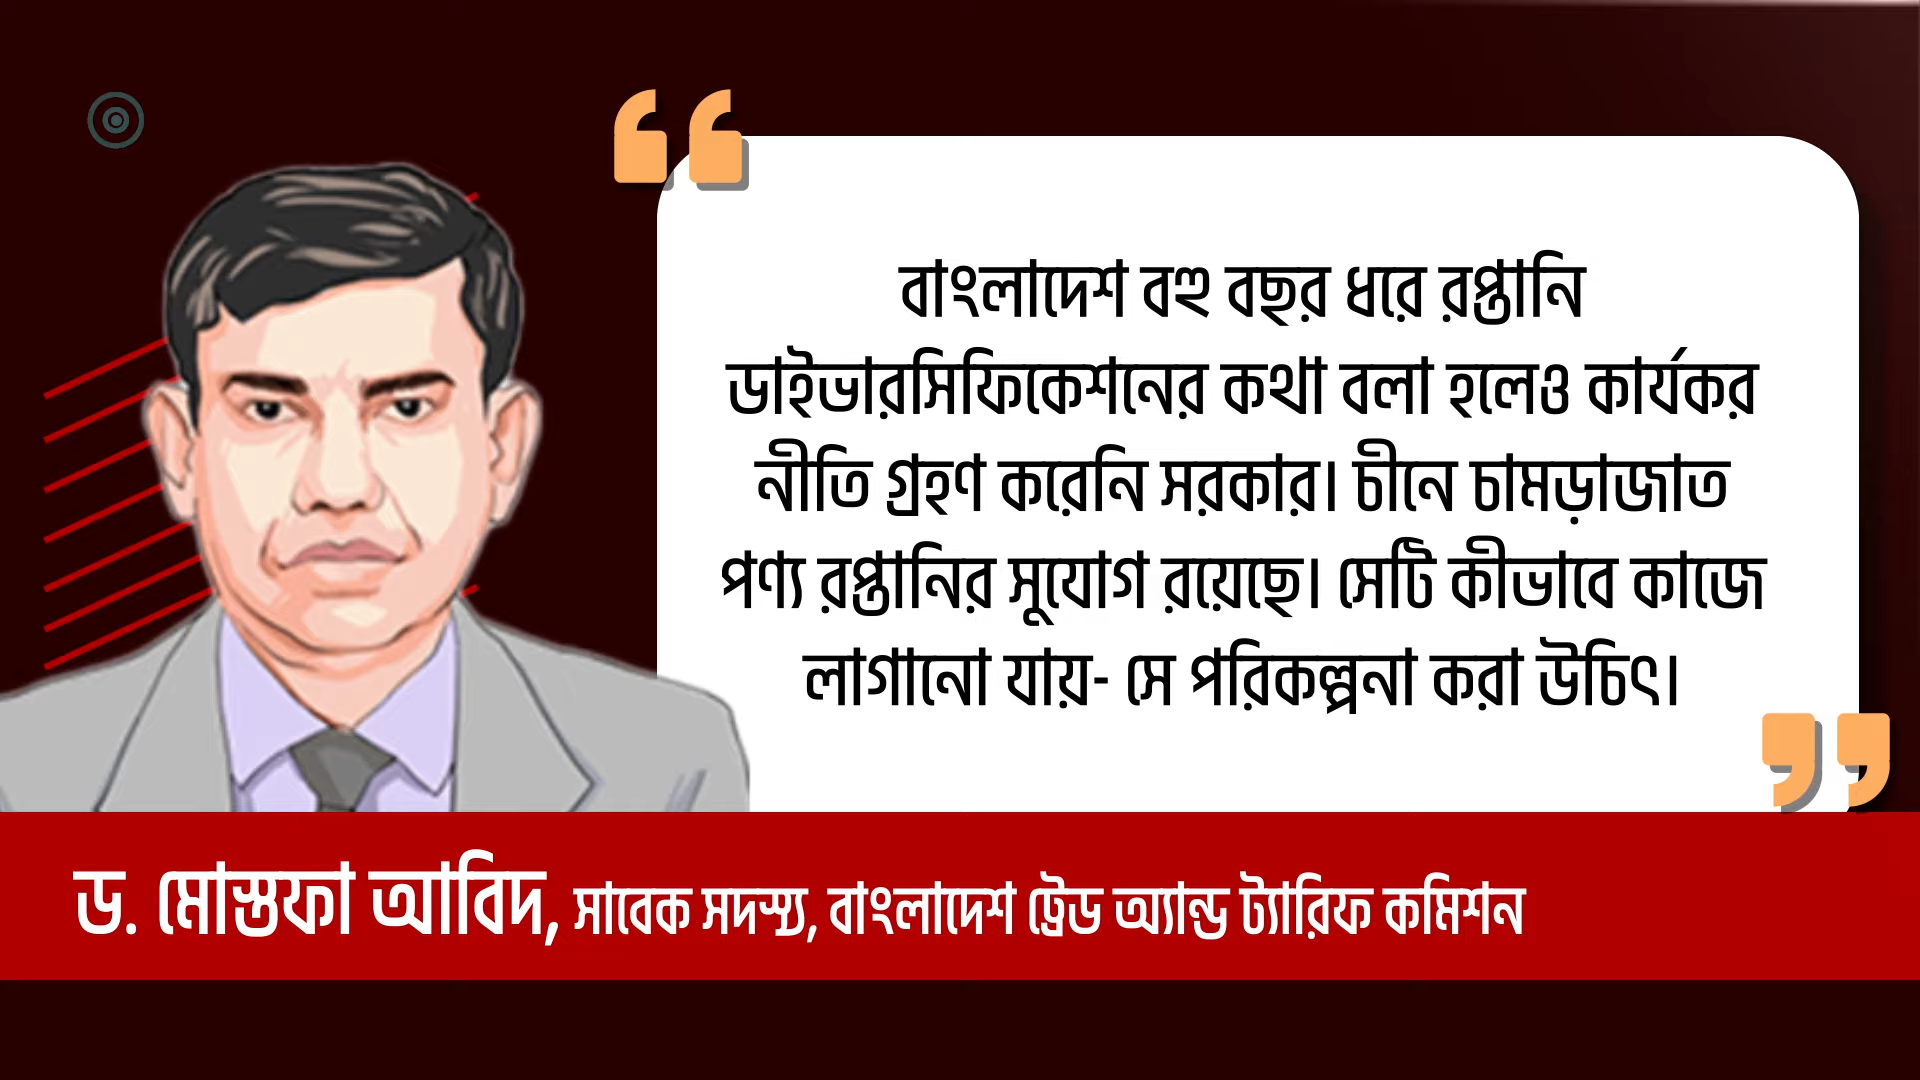 বাংলাদেশ বহু বছর ধরে রপ্তানি
ডাইভারসিফিকেশনের কথা বলা হলেও কার্যকর
নীতি গ্রহণ করেনি সরকার। চীনে চামড়াজাত
পণ্য রপ্তানির সুযোগ রয়েছে। সেটি কীভাবে কাজে
লাগানো যায়- সে পরিকল্পনা করা উচিৎ।
ড. মোস্তফা আবিদ, সাবেক সদস্য, বাংলাদেশ ট্রেড অ্যান্ড ট্যারিফ কমিশন